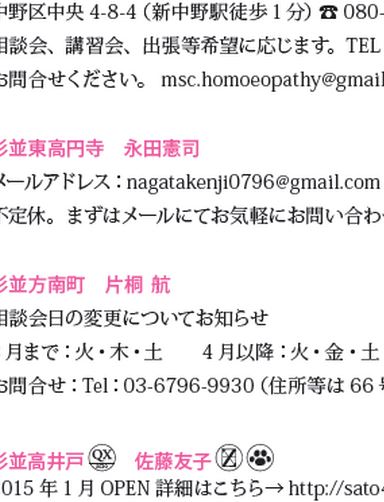 中野区中央 4-8-4（新中野駅徒歩 1 分）☎ 080-
相談会、講習会、出張等希望に応じます。TEL
お問合せください。 msc.homoeopathy@gmail
杉並東高円寺　永田憲司
メールアドレス：nagatakenji0796@gmail.com
不定休。まずはメールにてお気軽にお問い合わ
杉並方南町　片桐 航
相談会日の変更についてお知らせ
月まで：火・木・土　　4 月以降：火・金・土
お問合せ：Tel：03-6796-9930（住所等は 66
杉並高井戸 QX 佐藤友子 Z
2015 年 1 月 OPEN 詳細はこちら→ http://sato